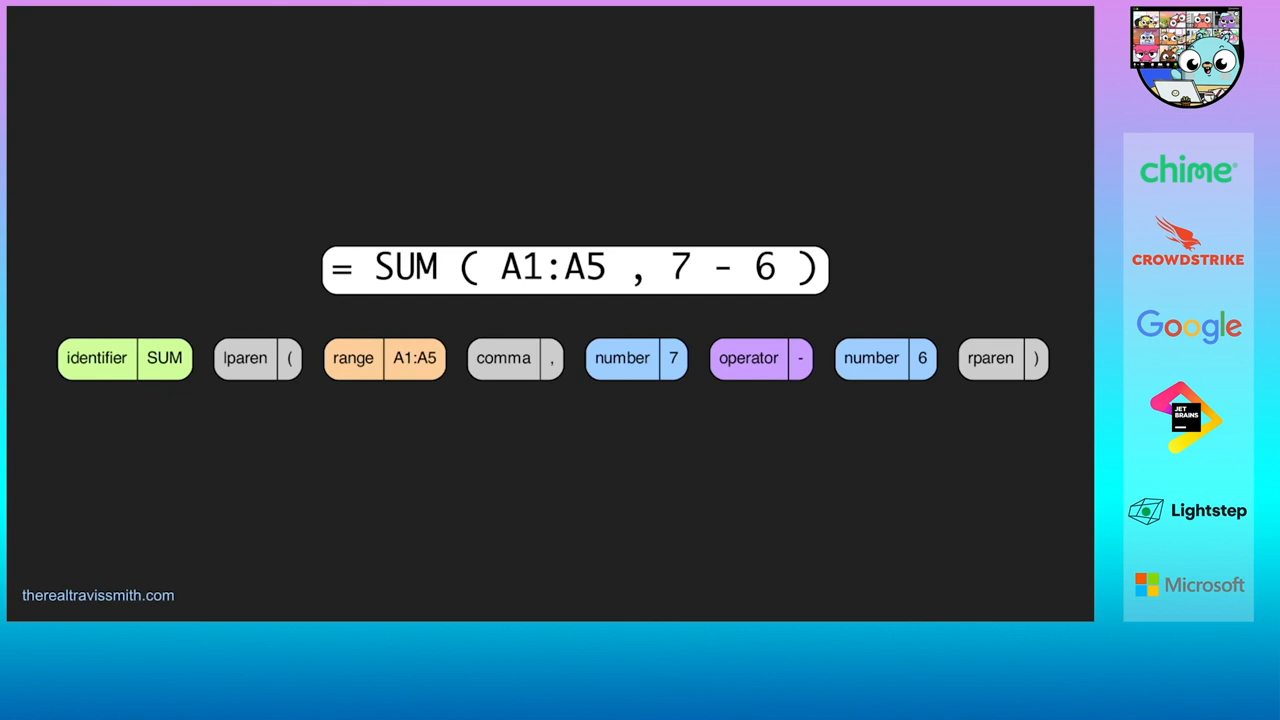 = SUM ( A1:A5 , 7 - 6 )
identifier SUM lparen ( range A1:A5 comma , number 7 operator - number 6 rparen )
therealtravissmith.com
chime®
CROWDSTRIKE
Google
JET
BRAINS
Lightstep
Microsoft